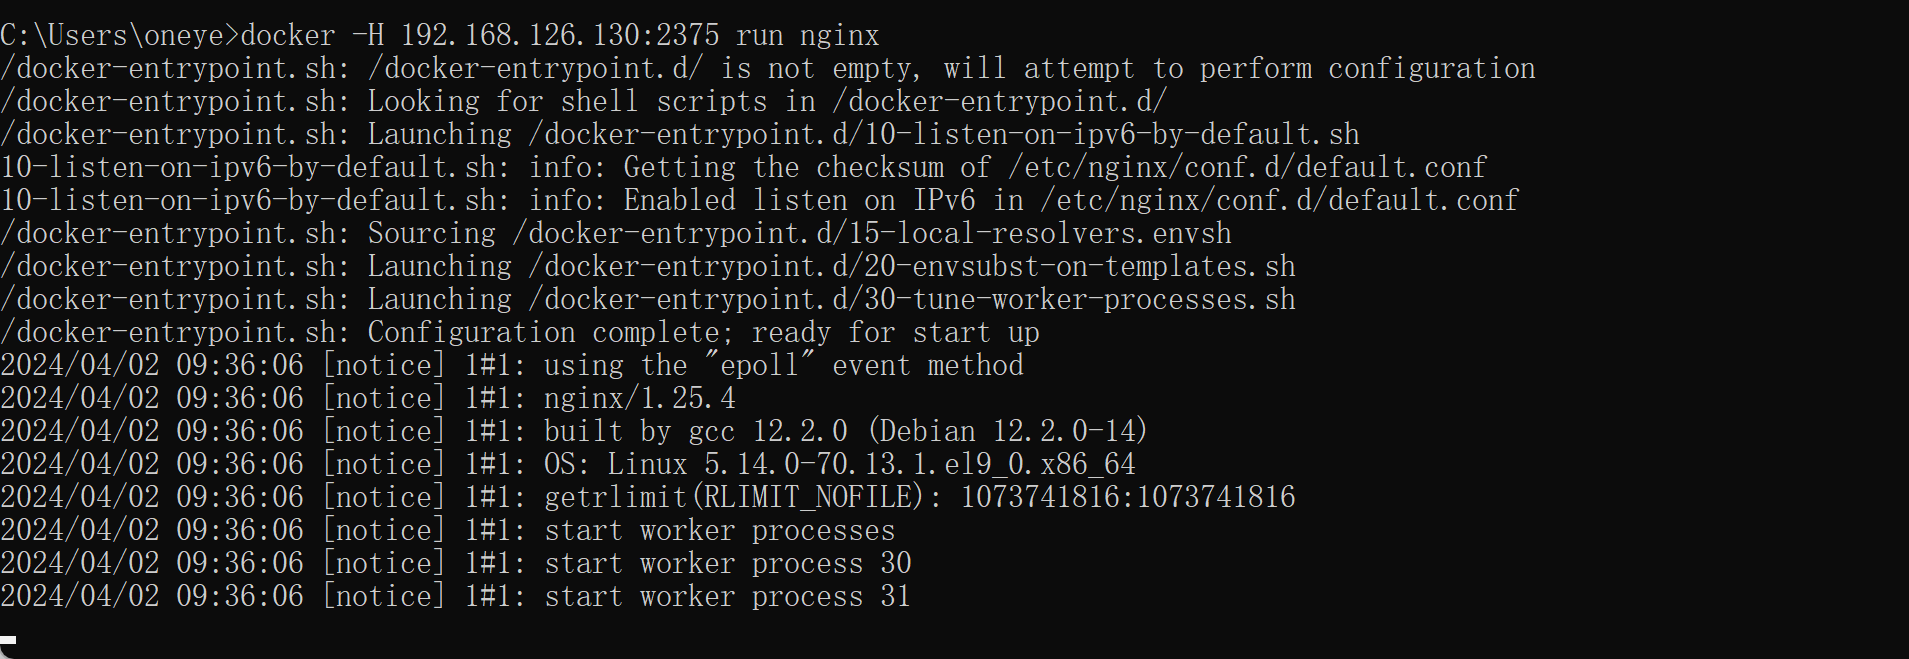 C:\Users\oneye>docker -H 192.168.126.130:2375 run nginx
/docker-entrypoint.sh: /docker-entrypoint.d/ is not empty, will attempt to perform configuration
/docker-entrypoint.sh: Looking for shell scripts in /docker-entrypoint.d/
/docker-entrypoint.sh: Launching /docker-entrypoint.d/10-listen-on-ipv6-by-default.sh
10-listen-on-ipv6-by-default.sh: info: Getting the checksum of /etc/nginx/conf.d/default.conf
10-listen-on-ipv6-by-default.sh: info: Enabled listen on IPv6 in /etc/nginx/conf.d/default.conf
/docker-entrypoint.sh: Sourcing /docker-entrypoint.d/15-local-resolvers.envsh
/docker-entrypoint.sh: Launching /docker-entrypoint.d/20-envsubst-on-templates.sh
/docker-entrypoint.sh: Launching /docker-entrypoint.d/30-tune-worker-processes.sh
/docker-entrypoint.sh: Configuration complete; ready for start up
2024/04/02 09:36:06 [notice] 1#1: using the "epoll" event method
2024/04/02 09:36:06 [notice] 1#1: nginx/1.25.4
2024/04/02 09:36:06 [notice] 1#1: built by gcc 12.2.0 (Debian 12.2.0-14)
2024/04/02 09:36:06 [notice] 1#1: OS: Linux 5.14.0-70.13.1.el9_0.x86_64
2024/04/02 09:36:06 [notice] 1#1: getrlimit(RLIMIT_NOFILE): 1073741816:1073741816
2024/04/02 09:36:06 [notice] 1#1: start worker processes
2024/04/02 09:36:06 [notice] 1#1: start worker process 30
2024/04/02 09:36:06 [notice] 1#1: start worker process 31